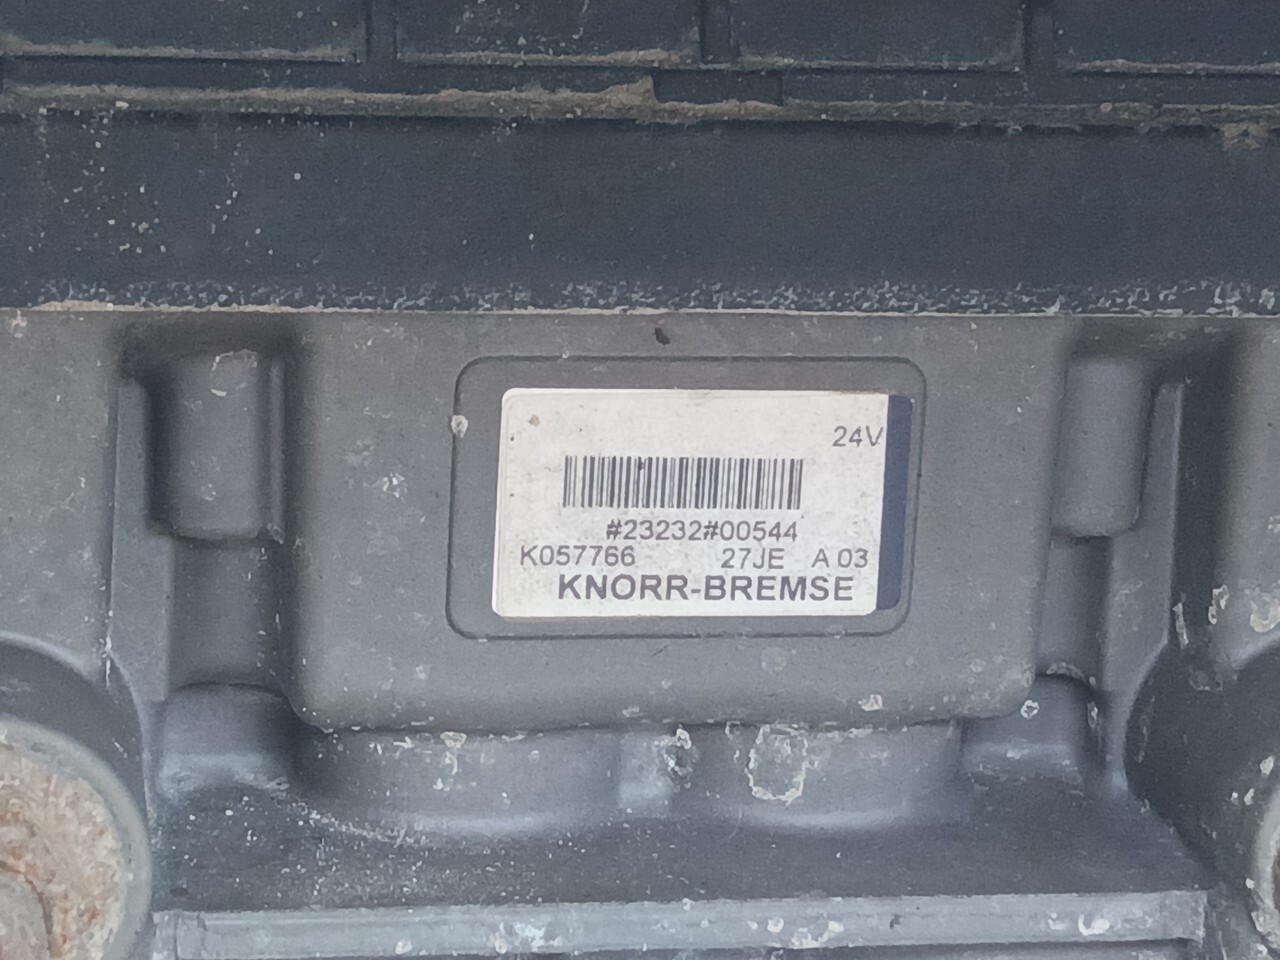 24V
#23232#00544
K057766 27JE A 03
KNORR-BREMSE